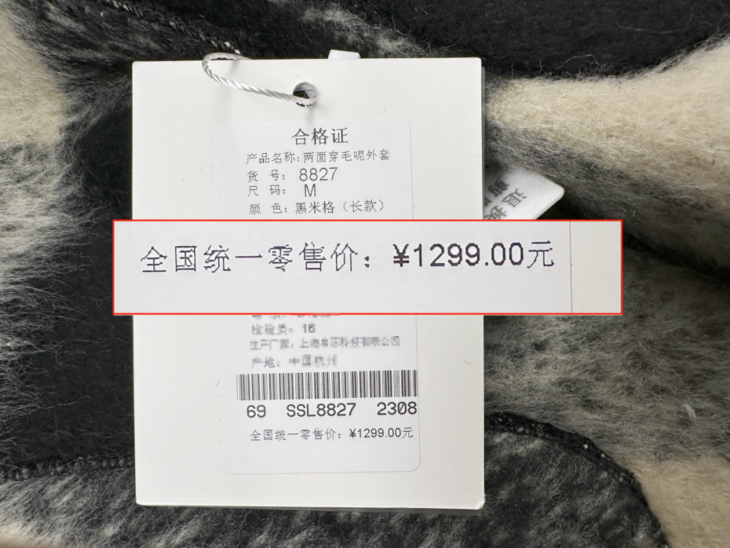 合格证
产品名称：两面穿毛呢外套
货 号： 8827
尺 码： M
颜 色：黑米格（长款）
全国统一零售价：¥1299.00元
检验员：16
产地：中国杭州
69 SSL8827 2308
全国统一零售价：¥1299.00元
退换